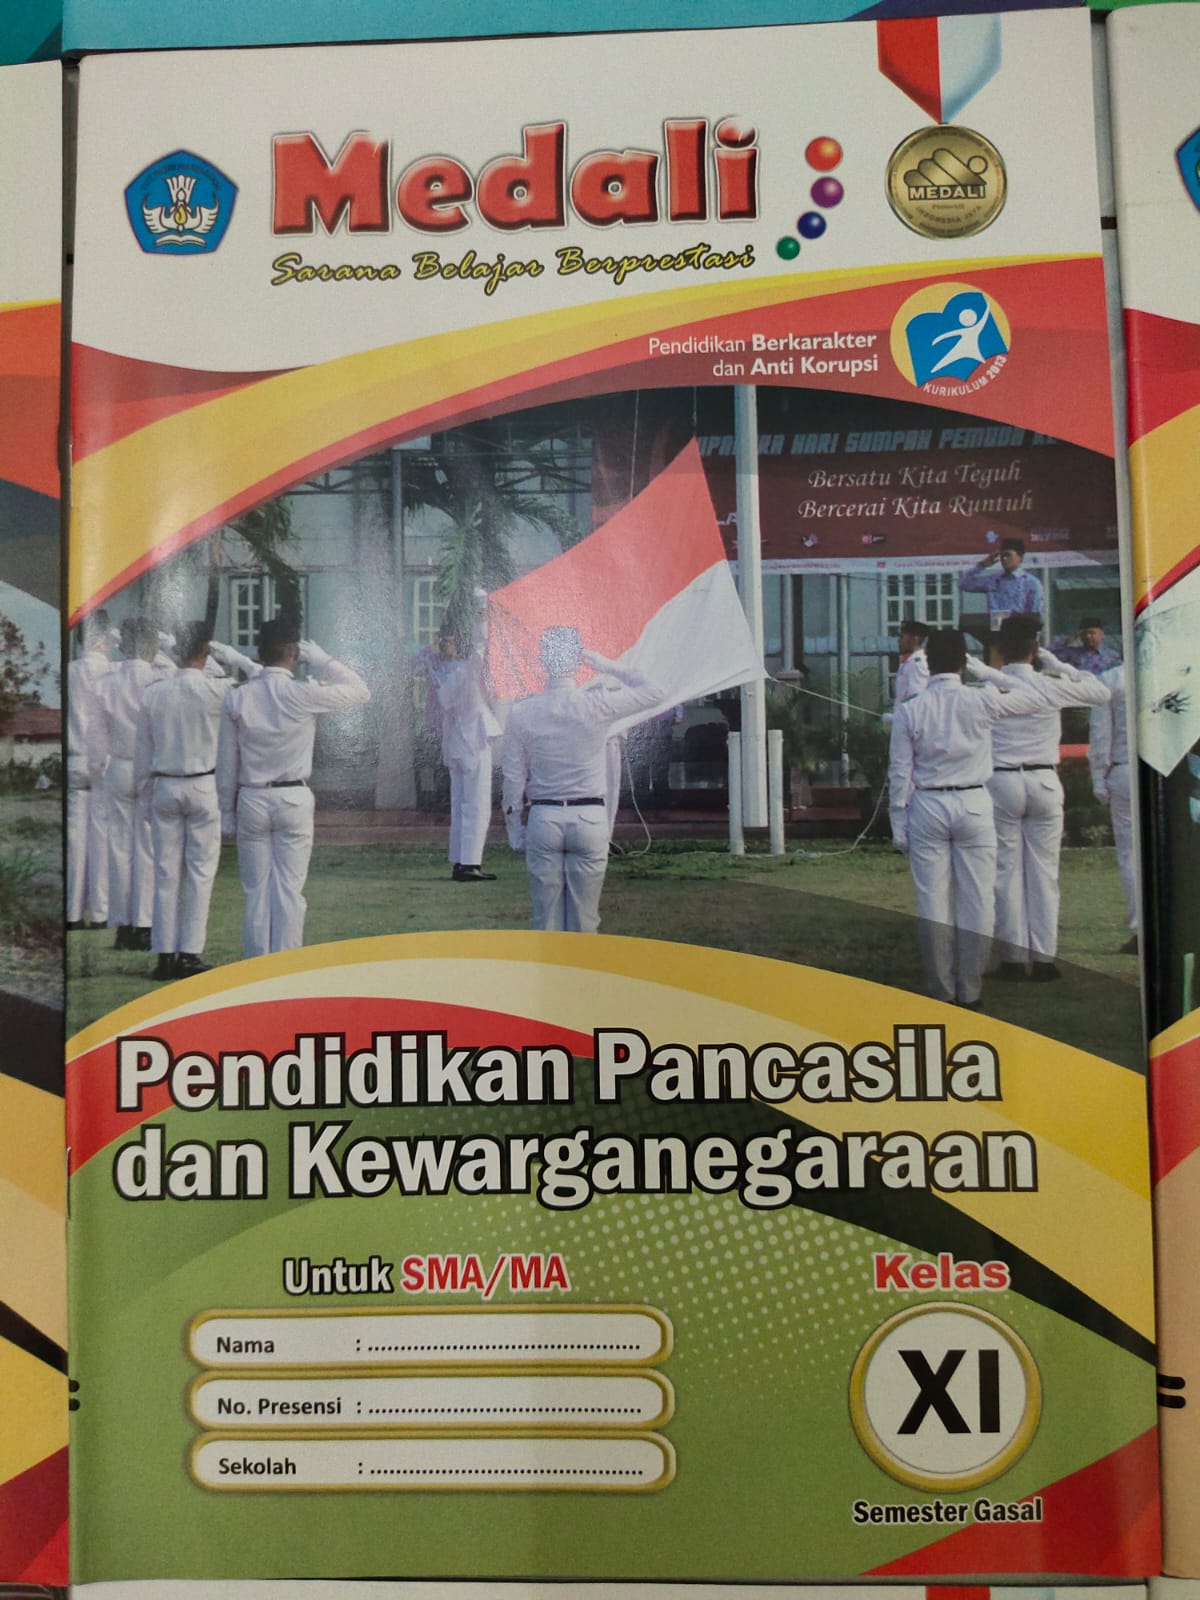 Medali
Sarana Belajar Berprestasi
MEDALI
Pendidikan Berkarakter
dan Anti Korupsi
KURIKULUM 2013
HARI SUMPAH PEMUDA
Bersatu Kita Teguh
Bercerai Kita Runtuh
Pendidikan Pancasila
dan Kewarganegaraan
Untuk SMA/MA
Kelas
XI
Semester Gasal
Nama : ............................................
No. Presensi : ............................................
Sekolah : ............................................